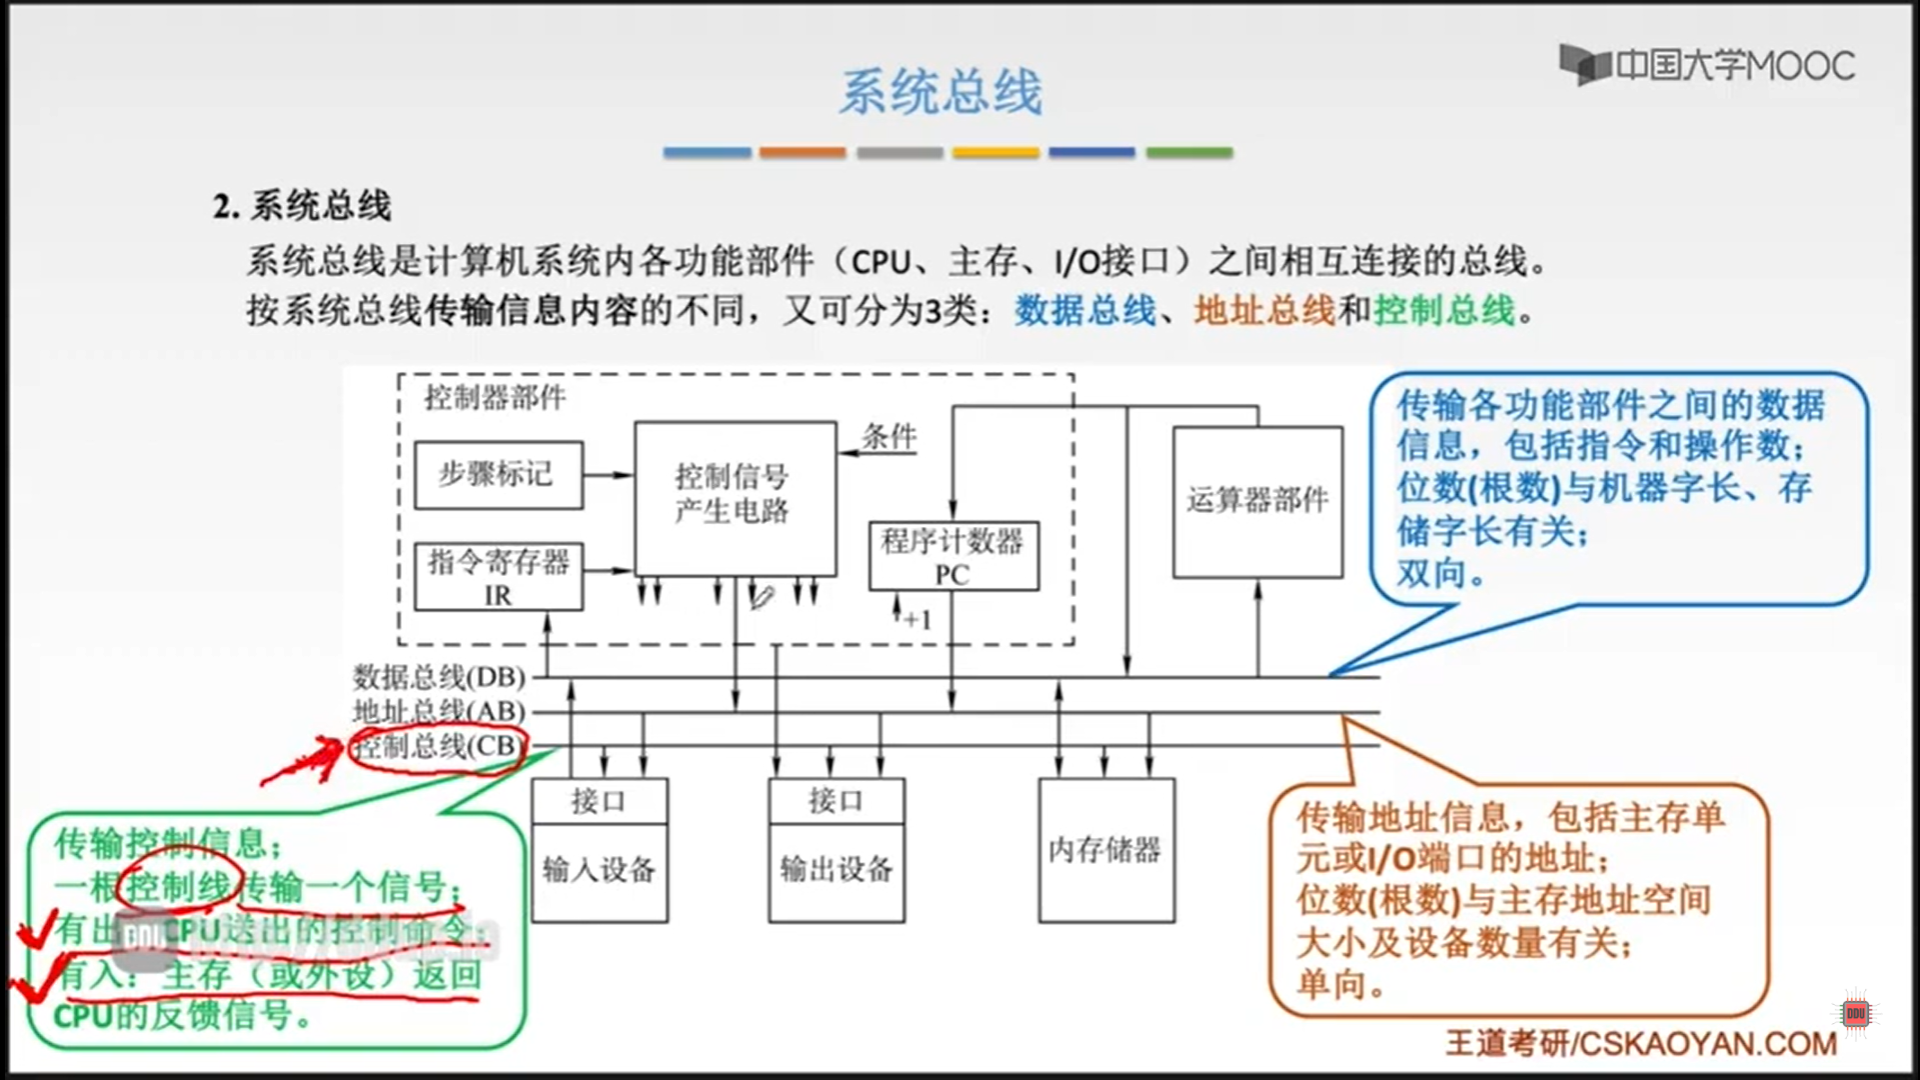 中国大学MOOC
系统总线
2. 系统总线
系统总线是计算机系统内各功能部件（CPU、主存、I/O接口）之间相互连接的总线。
按系统总线传输信息内容的不同，又可分为3类：数据总线、地址总线和控制总线。
控制器部件
步骤标记
控制信号
产生电路
条件
指令寄存器
IR
程序计数器
PC
+1
运算器部件
传输各功能部件之间的数据
信息，包括指令和操作数；
位数(根数)与机器字长、存
储字长有关；
双向。
数据总线(DB)
地址总线(AB)
控制总线(CB)
接口
输入设备
接口
输出设备
内存储器
传输控制信息；
一根控制线传输一个信号；
有出 CPU送出的控制命令；
有入：主存（或外设）返回
CPU的反馈信号。
传输地址信息，包括主存单
元或I/O端口的地址；
位数(根数)与主存地址空间
大小及设备数量有关；
单向。
DDU
DDU
王道考研/CSKAOYAN.COM